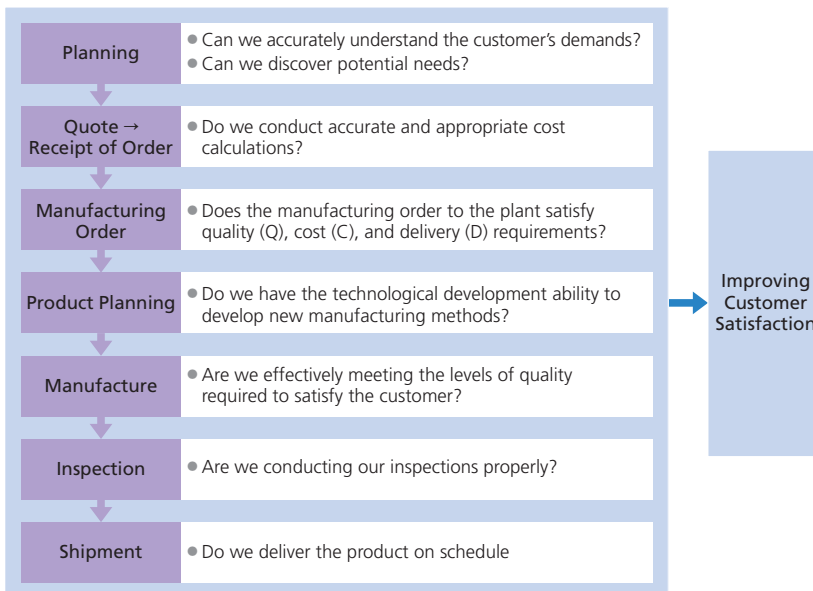 Planning
● Can we accurately understand the customer's demands?
● Can we discover potential needs?
Quote →
Receipt of Order
● Do we conduct accurate and appropriate cost
calculations?
Manufacturing
Order
● Does the manufacturing order to the plant satisfy
quality (Q), cost (C), and delivery (D) requirements?
Product Planning
● Do we have the technological development ability to
develop new manufacturing methods?
Manufacture
● Are we effectively meeting the levels of quality
required to satisfy the customer?
Inspection
● Are we conducting our inspections properly?
Shipment
● Do we deliver the product on schedule
Improving
Customer
Satisfaction